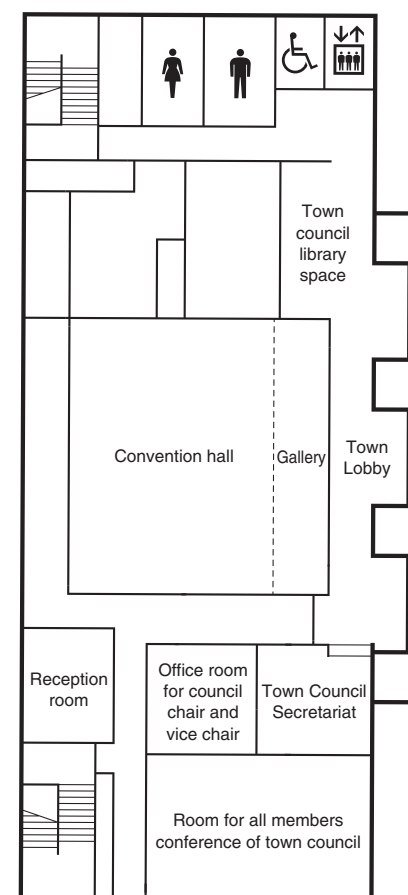 Town
council
library
space
Convention hall
Gallery
Town
Lobby
Reception
room
Office room
for council
chair and
vice chair
Town Council
Secretariat
Room for all members
conference of town council